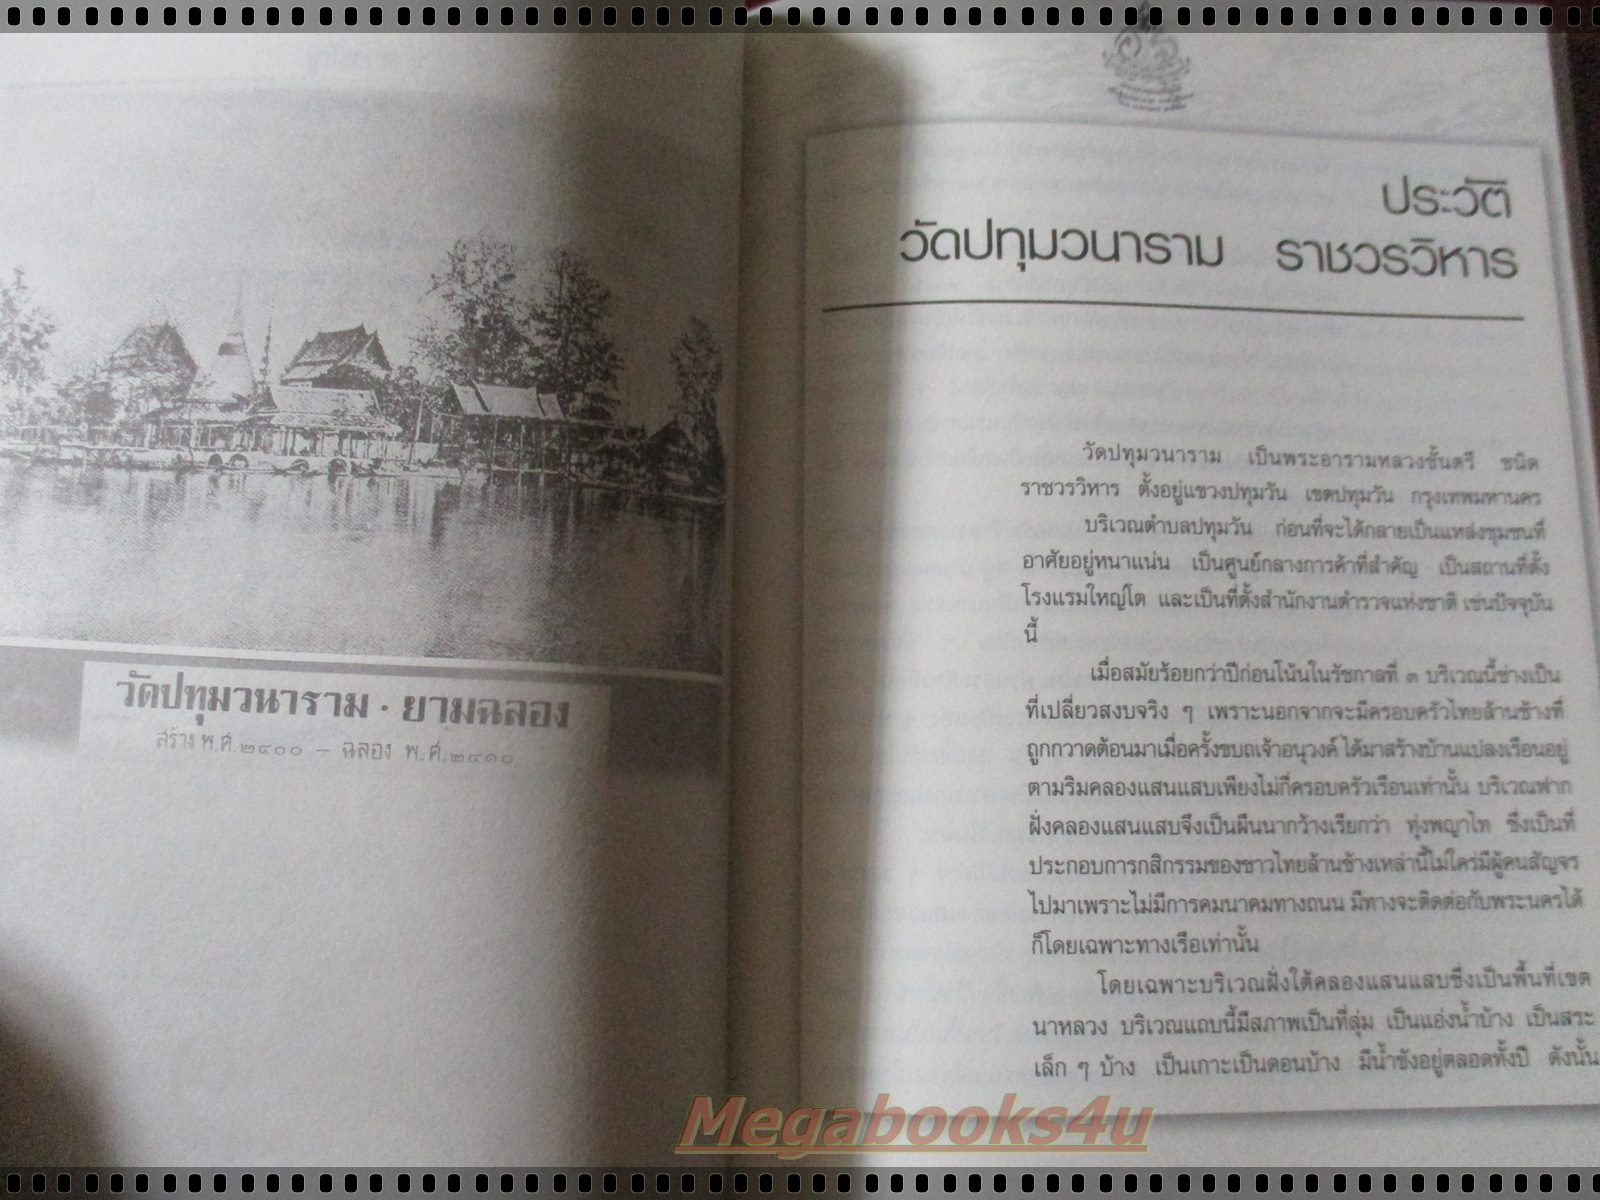 วัดปทุมวนาราม · ยามฉลอง
สร้าง พ.ศ.๒๔๐๐ – ฉลอง พ.ศ.๒๔๑๐
ประวัติ
วัดปทุมวนาราม ราชวรวิหาร
วัดปทุมวนาราม เป็นพระอารามหลวงชั้นตรี ชนิด
ราชวรวิหาร ตั้งอยู่แขวงปทุมวัน เขตปทุมวัน กรุงเทพมหานคร
บริเวณตำบลปทุมวัน ก่อนที่จะได้กลายเป็นแหล่งชุมชนที่
อาศัยอยู่หนาแน่น เป็นศูนย์กลางการค้าที่สำคัญ เป็นสถานที่ตั้ง
โรงแรมใหญ่โต และเป็นที่ตั้งสำนักงานตำรวจแห่งชาติ เช่นปัจจุบัน
นี้
เมื่อสมัยร้อยกว่าปีก่อนโน้นในรัชกาลที่ ๓ บริเวณนี้ช่างเป็น
ที่เปลี่ยวสงบจริง ๆ เพราะนอกจากจะมีครอบครัวไทยล้านช้างที่
ถูกกวาดต้อนมาเมื่อครั้งขบถเจ้าอนุวงค์ ได้มาสร้างบ้านแปลงเรือนอยู่
ตามริมคลองแสนแสบเพียงไม่กี่ครอบครัวเรือนเท่านั้น บริเวณฟาก
ฝั่งคลองแสนแสบจึงเป็นผืนนากว้างเรียกว่า ทุ่งพญาไท ซึ่งเป็นที่
ประกอบการกสิกรรมของชาวไทยล้านช้างเหล่านี้ไม่ใคร่มีผู้คนสัญจร
ไปมาเพราะไม่มีการคมนาคมทางถนน มีทางจะติดต่อกับพระนครได้
ก็โดยเฉพาะทางเรือเท่านั้น
โดยเฉพาะบริเวณฝั่งใต้คลองแสนแสบซึ่งเป็นพื้นที่เขต
นาหลวง บริเวณแถบนี้มีสภาพเป็นที่ลุ่ม เป็นแอ่งน้ำบ้าง เป็นสระ
เล็ก ๆ บ้าง เป็นเกาะเป็นดอนบ้าง มีน้ำขังอยู่ตลอดทั้งปี ดังนั้น
Megabooks4u